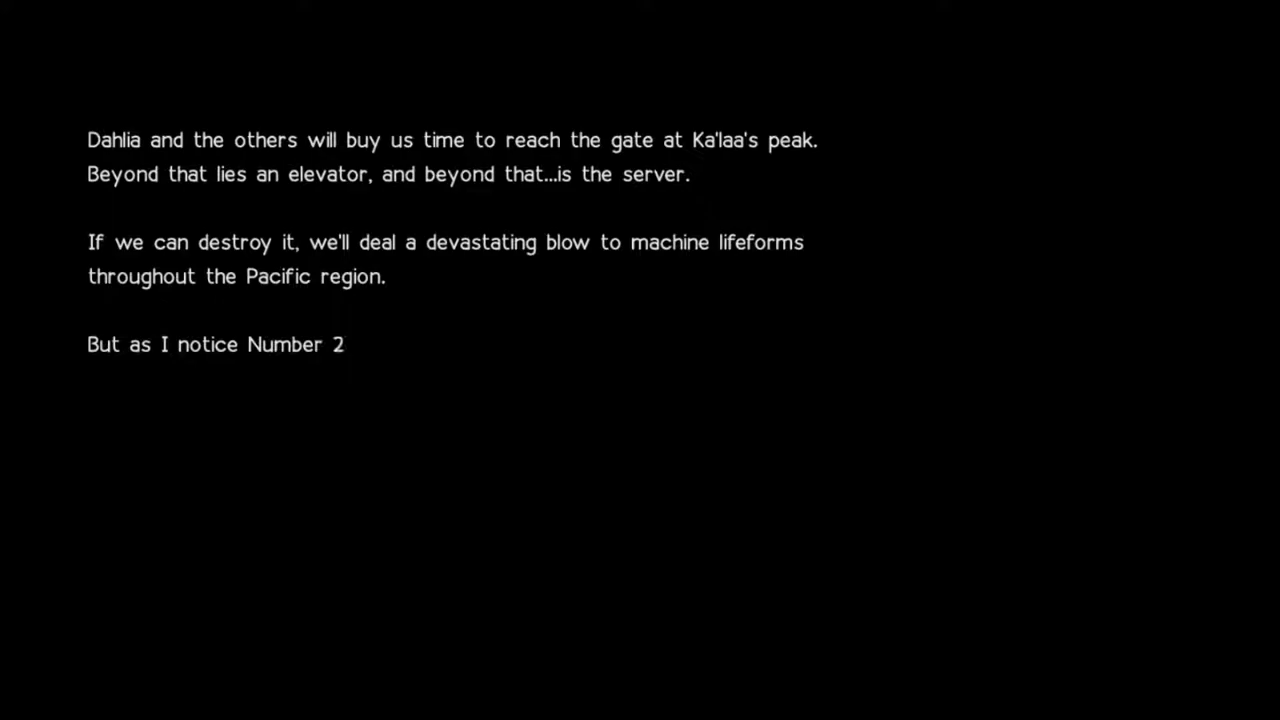 Dahlia and the others will buy us time to reach the gate at Ka'laa's peak.
Beyond that lies an elevator, and beyond that...is the server.
If we can destroy it, we'll deal a devastating blow to machine lifeforms
throughout the Pacific region.
But as I notice Number 2